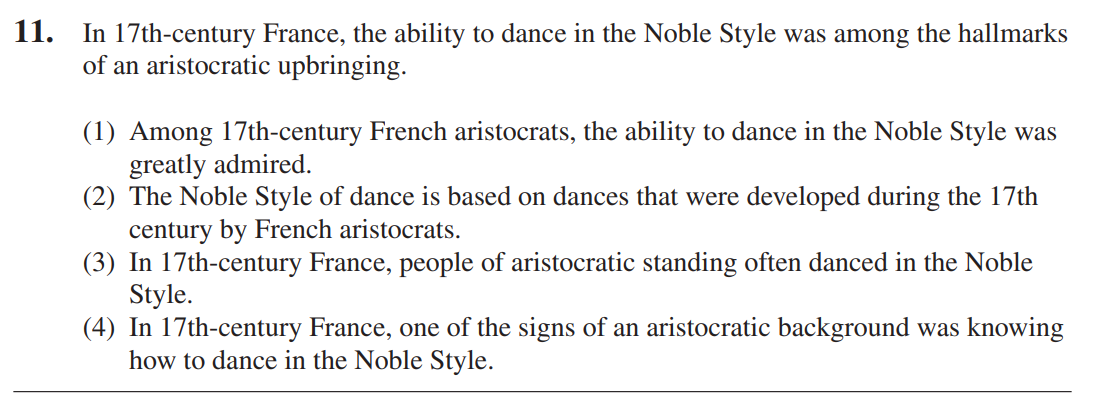 11. In 17th-century France, the ability to dance in the Noble Style was among the hallmarks
of an aristocratic upbringing.
(1) Among 17th-century French aristocrats, the ability to dance in the Noble Style was
greatly admired.
(2) The Noble Style of dance is based on dances that were developed during the 17th
century by French aristocrats.
(3) In 17th-century France, people of aristocratic standing often danced in the Noble
Style.
(4) In 17th-century France, one of the signs of an aristocratic background was knowing
how to dance in the Noble Style.